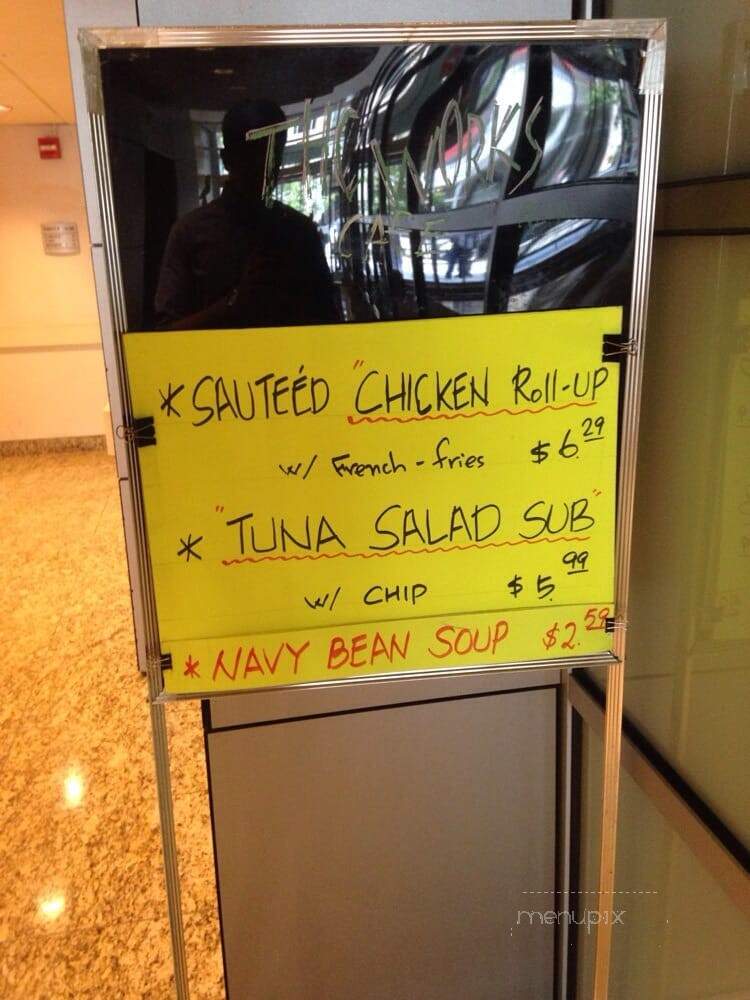 THE WORKS
CAFE
* SAUTEÉD "CHICKEN Roll-UP
w/ French-fries $6.29
* "TUNA SALAD SUB"
w/ CHIP $5.99
* NAVY BEAN SOUP $2.59
menupix